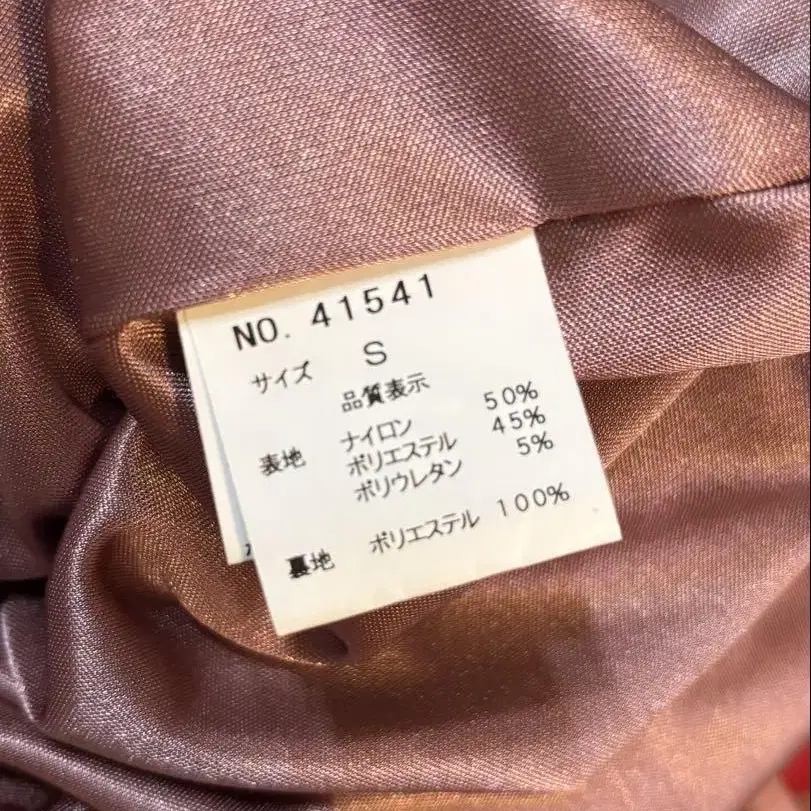 NO. 41541
サイズ S
品質表示
表地 ナイロン 50%
ポリエステル 45%
ポリウレタン 5%
裏地 ポリエステル 100%